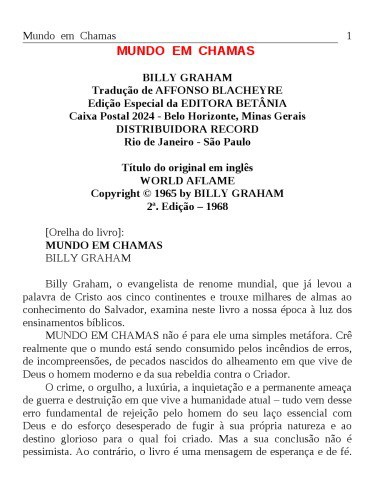 Mundo em Chamas 1
MUNDO EM CHAMAS
BILLY GRAHAM
Tradução de AFFONSO BLACHEYRE
Edição Especial da EDITORA BETÂNIA
Caixa Postal 2024 - Belo Horizonte, Minas Gerais
DISTRIBUIDORA RECORD
Rio de Janeiro - São Paulo
Título do original em inglês
WORLD AFLAME
Copyright © 1965 by BILLY GRAHAM
2ª. Edição – 1968
[Orelha do livro]:
MUNDO EM CHAMAS
BILLY GRAHAM
Billy Graham, o evangelista de renome mundial, que já levou a
palavra de Cristo aos cinco continentes e trouxe milhares de almas ao
conhecimento do Salvador, examina neste livro a nossa época à luz dos
ensinamentos bíblicos.
MUNDO EM CHAMAS não é para ele uma simples metáfora. Crê
realmente que o mundo está sendo consumido pelos incêndios de erros,
de incompreensões, de pecados nascidos do alheamento em que vive de
Deus o homem moderno e da sua rebeldia contra o Criador.
O crime, o orgulho, a luxúria, a inquietação e a permanente ameaça
de guerra e destruição em que vive a humanidade atual – tudo vem desse
erro fundamental de rejeição pelo homem do seu laço essencial com
Deus e do esforço desesperado de fugir à sua própria natureza e ao
destino glorioso para o qual foi criado. Mas a sua conclusão não é
pessimista. Ao contrário, o livro é uma mensagem de esperança e de fé.